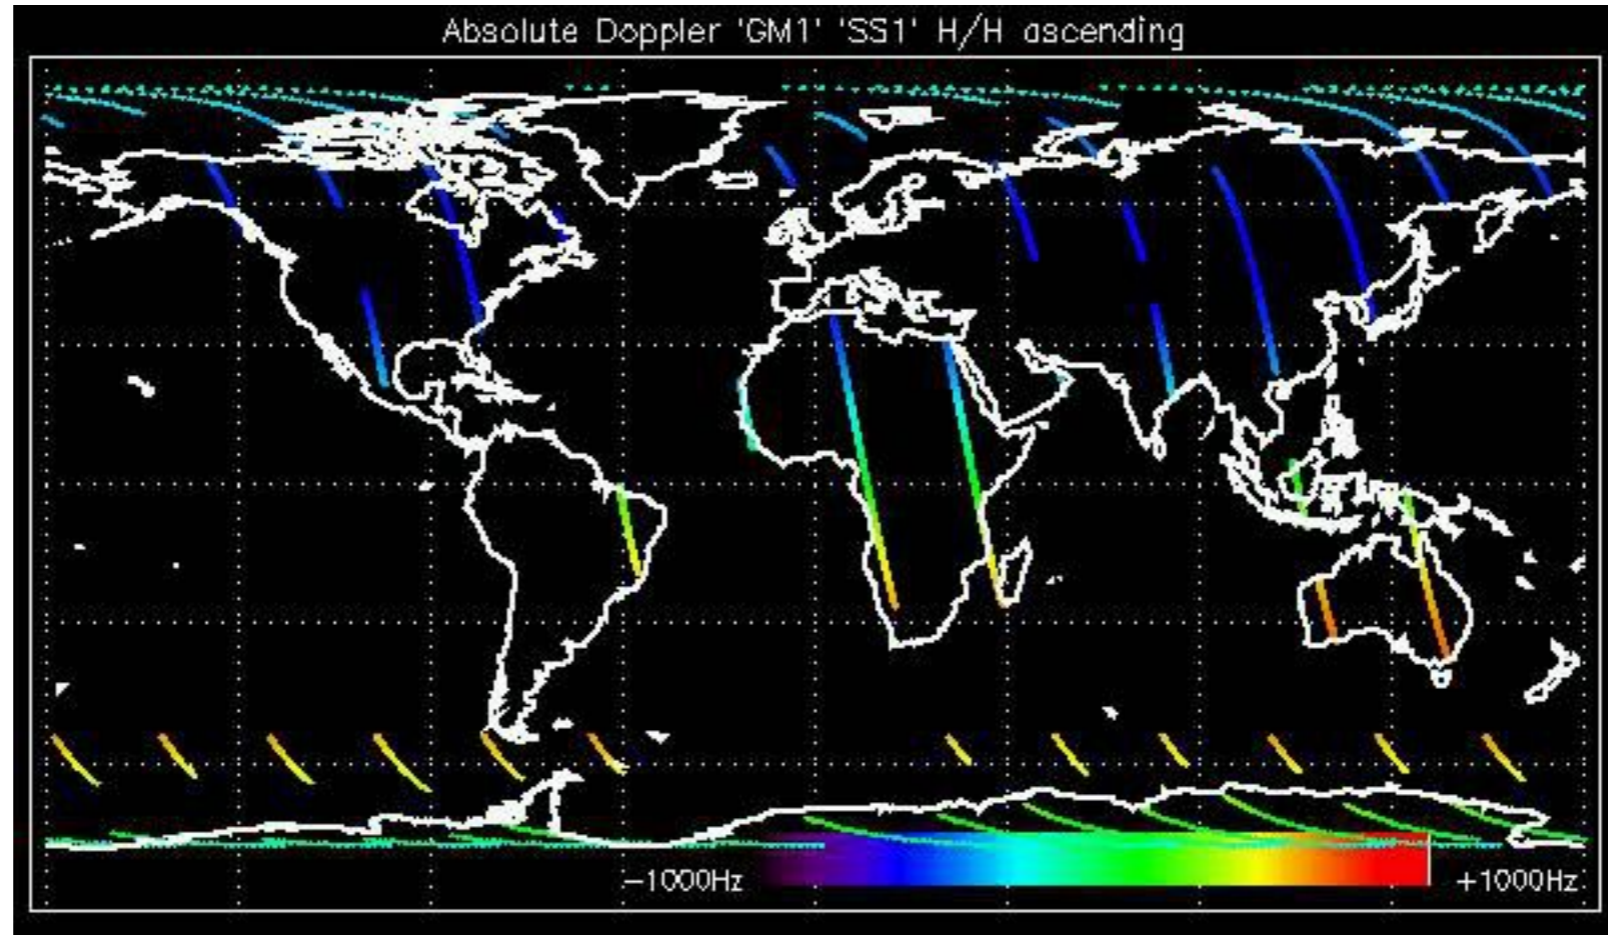 Absolute Doppler 'GM1' 'SS1' H/H ascending
−1000Hz +1000Hz